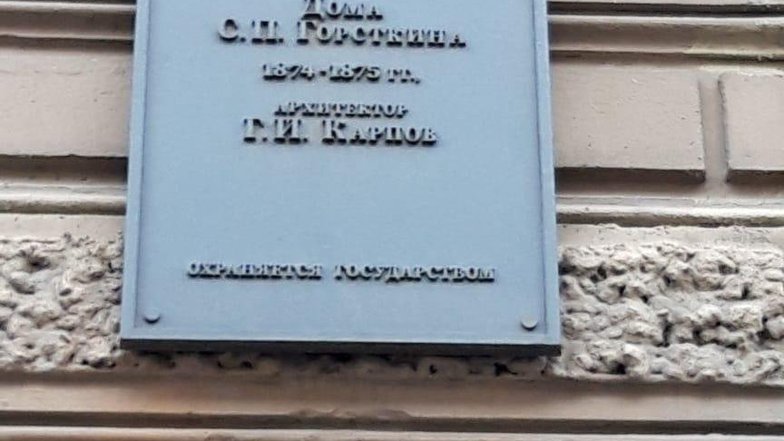 Дома
С. П. Горсткина
1874-1875 гг.,
архитектор
Г. И. Карпов
охраняется государством